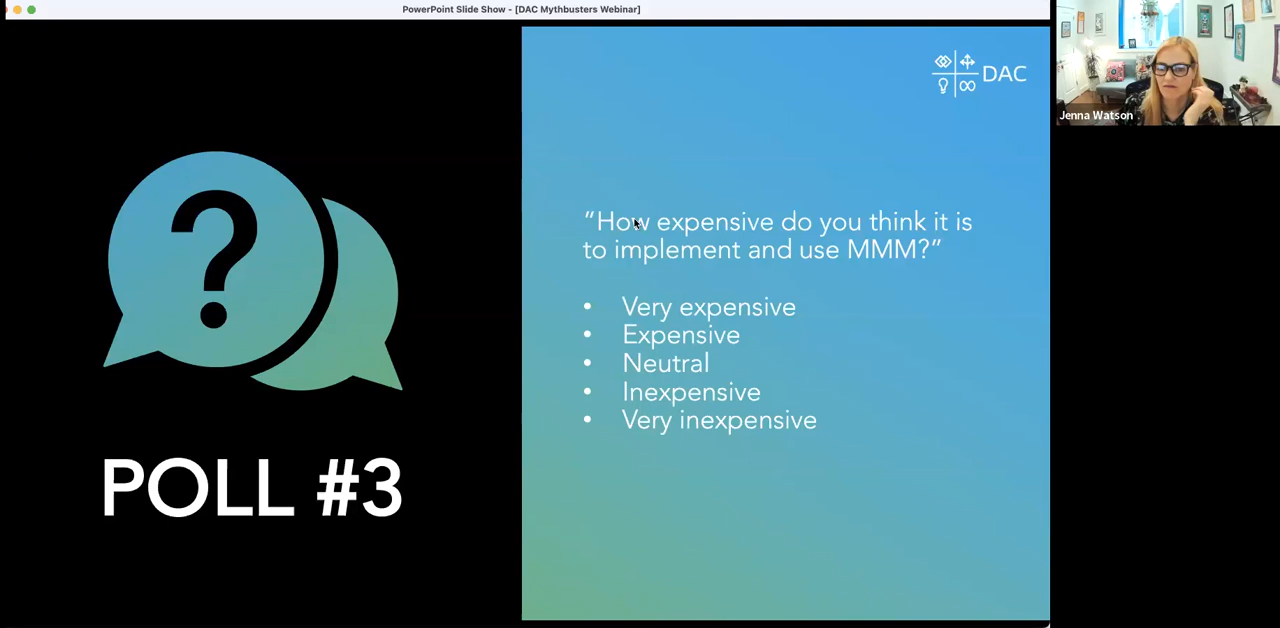 PowerPoint Slide Show - [DAC Mythbusters Webinar]
DAC
Jenna Watson
?
"How expensive do you think it is
to implement and use MMM?"
• Very expensive
• Expensive
• Neutral
• Inexpensive
• Very inexpensive
POLL #3